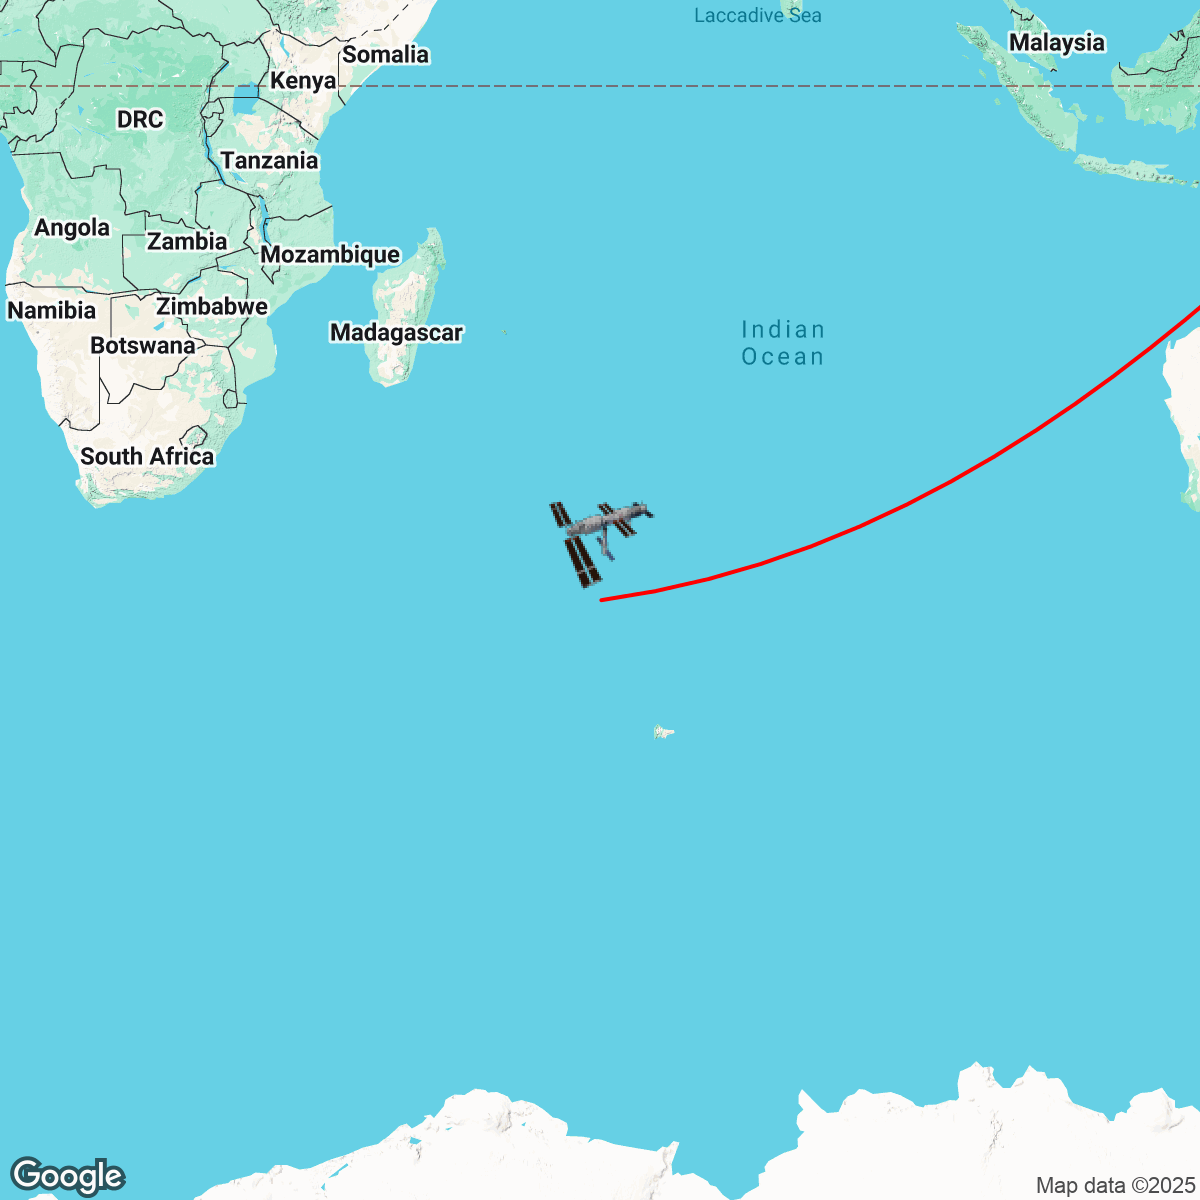 Laccadive Sea
Malaysia
Somalia
Kenya
DRC
Tanzania
Angola
Zambia
Mozambique
Namibia
Zimbabwe
Madagascar
Botswana
Indian
Ocean
South Africa
Google
Map data ©2025